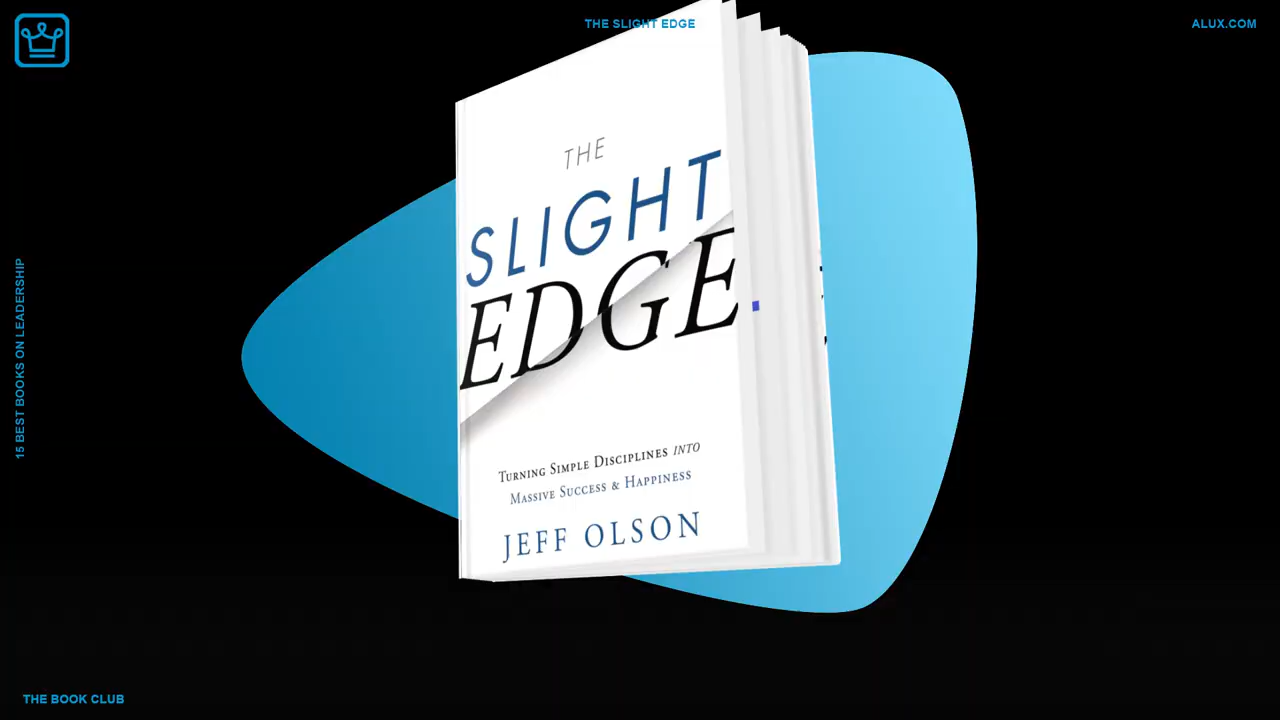 THE SLIGHT EDGE
ALUX.COM
THE
SLIGHT
EDGE.
TURNING SIMPLE DISCIPLINES INTO
MASSIVE SUCCESS & HAPPINESS
JEFF OLSON
15 BEST BOOKS ON LEADERSHIP
THE BOOK CLUB